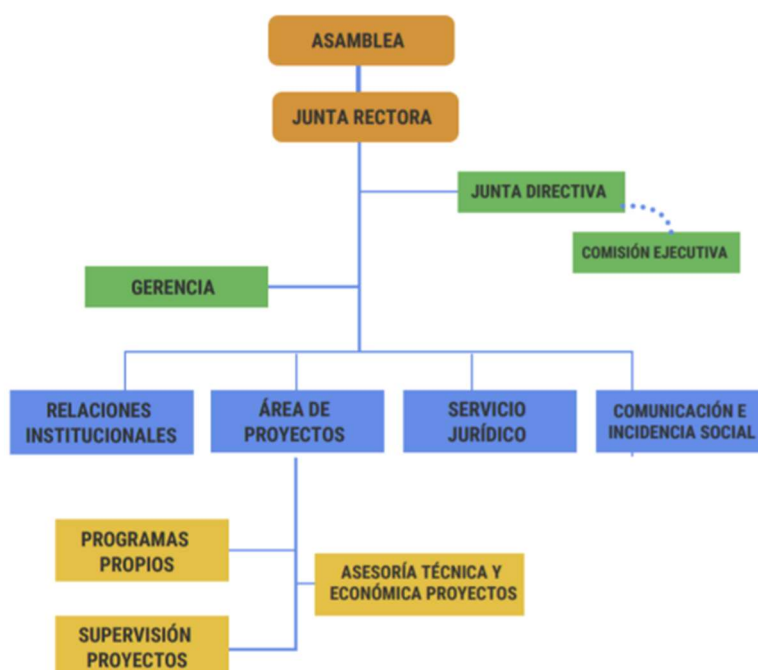 ASAMBLEA
JUNTA RECTORA
JUNTA DIRECTIVA
COMISIÓN EJECUTIVA
GERENCIA
RELACIONES
INSTITUCIONALES
ÁREA DE
PROYECTOS
SERVICIO
JURÍDICO
COMUNICACIÓN E
INCIDENCIA SOCIAL
PROGRAMAS
PROPIOS
ASESORÍA TÉCNICA Y
ECONÓMICA PROYECTOS
SUPERVISIÓN
PROYECTOS